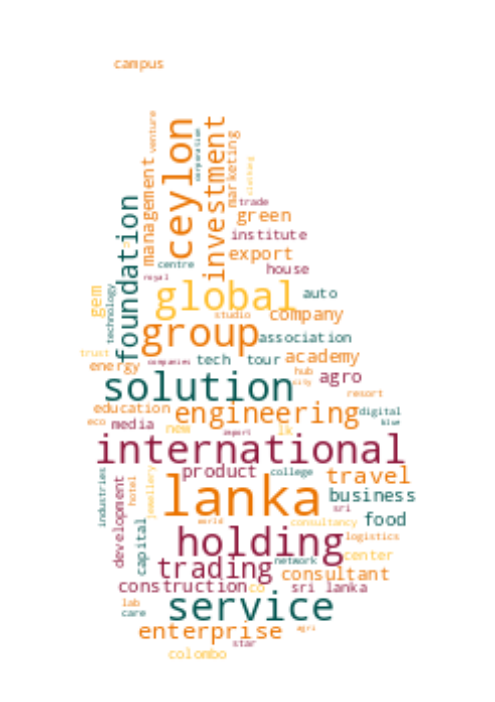 campus
venture
ceylon
corporation
investment
marketing
clothing
management
foundation
trade
green
institute
centre
export
house
royal
gem
technology
global
auto
studio
company
group
association
trust
energy
companies
tech
tour
academy
hub
city
agro
solution
resort
education
engineering
digital
eco
media
new
import
lk
blue
international
industries
development
hotel
jewellery
product
college
travel
lanka
sri
business
capital
world
consultancy
food
holding
logistics
trading
network
center
consultant
construction
co
sri lanka
lab
care
service
enterprise
agri
star
colombo